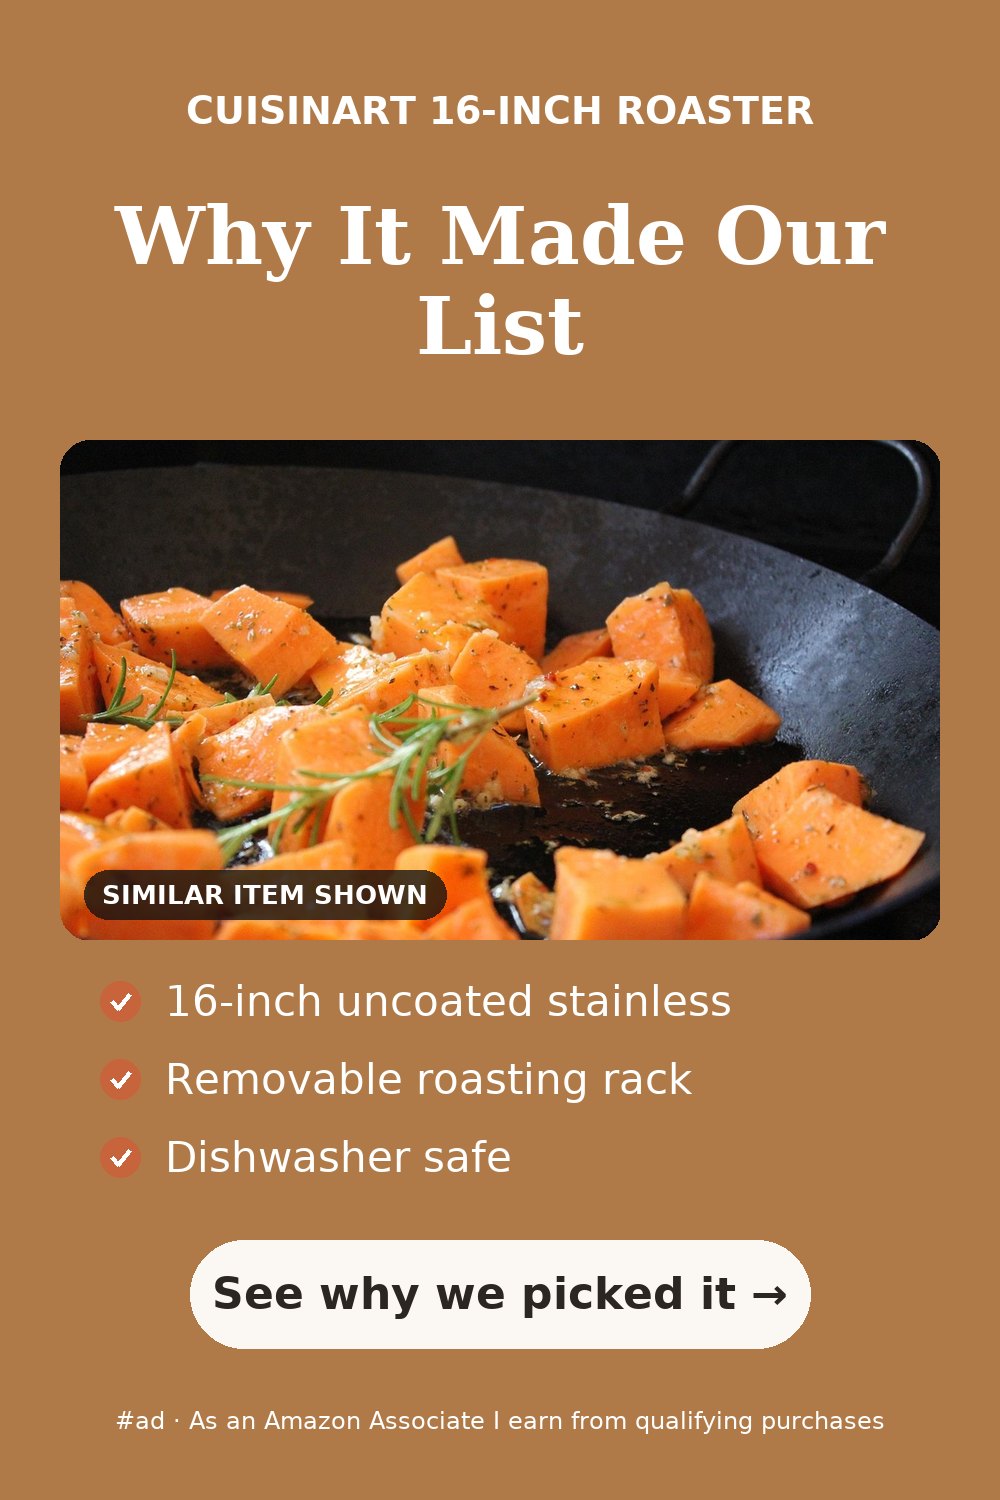 CUISINART 16-INCH ROASTER
Why It Made Our
List
SIMILAR ITEM SHOWN
16-inch uncoated stainless
Removable roasting rack
Dishwasher safe
See why we picked it →
#ad · As an Amazon Associate I earn from qualifying purchases